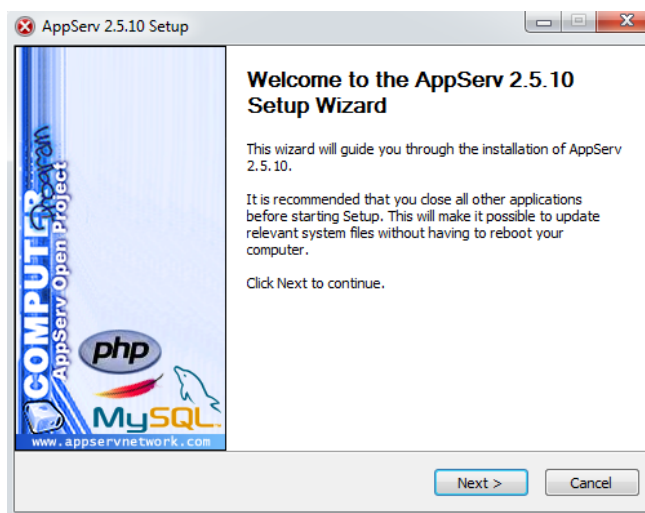 AppServ 2.5.10 Setup
Welcome to the AppServ 2.5.10
Setup Wizard
This wizard will guide you through the installation of AppServ
2.5.10.
It is recommended that you close all other applications
before starting Setup. This will make it possible to update
relevant system files without having to reboot your
computer.
Click Next to continue.
COMPUTER
Program
AppServ Open Project
php
MySQL
www.appservnetwork.com
Next >
Cancel